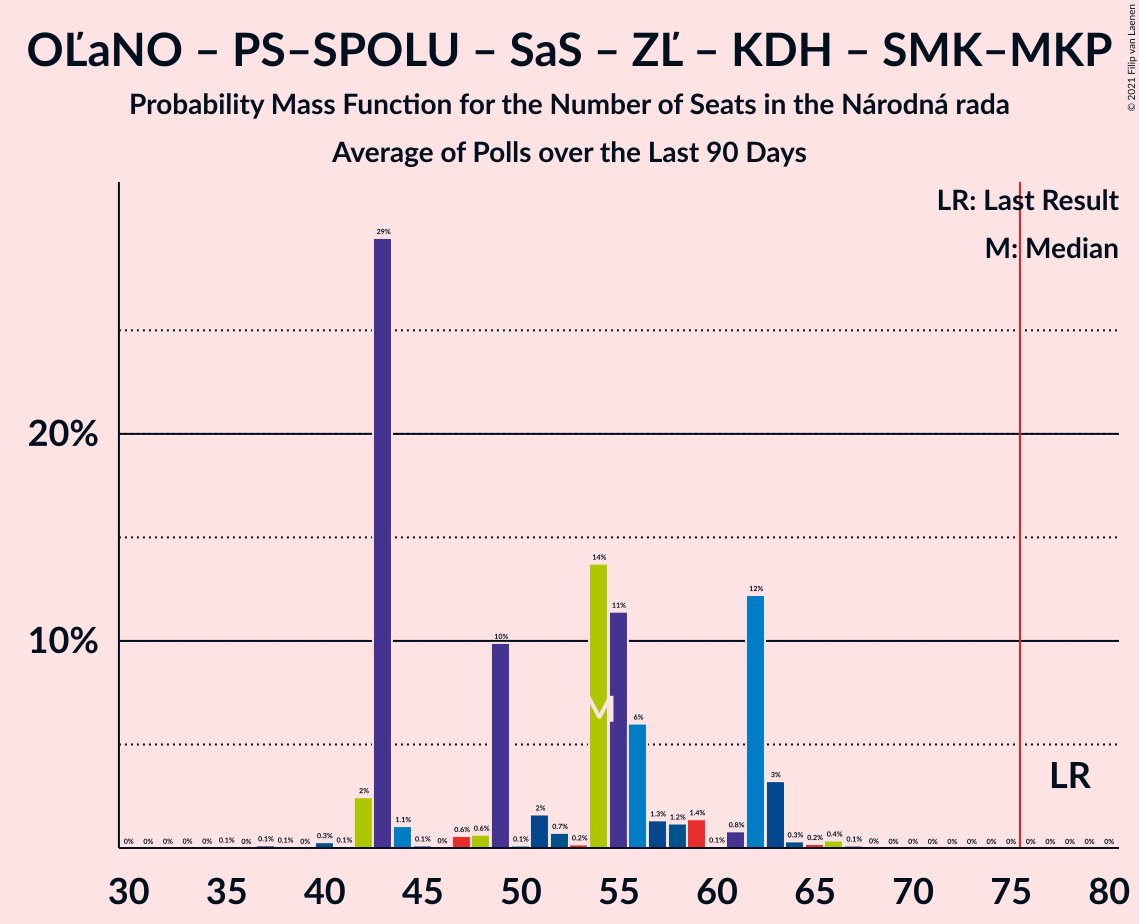 OĽaNO – PS–SPOLU – SaS – ZĽ – KDH – SMK–MKP
Probability Mass Function for the Number of Seats in the Národná rada
Average of Polls over the Last 90 Days
© 2021 Filip van Laenen
LR: Last Result
M: Median
20%
10%
0% 0% 0% 0% 0% 0.1% 0% 0.1% 0.1% 0% 0.3% 0.1% 2% 29% 1.1% 0.1% 0% 0.6% 0.6% 10% 0.1% 2% 0.7% 0.2% 14% 11% 6% 1.3% 1.2% 1.4% 0.1% 0.8% 12% 3% 0.3% 0.2% 0.4% 0.1% 0% 0% 0% 0% 0% 0% 0% 0% 0% 0% 0% 0% 0%
M
LR
30 35 40 45 50 55 60 65 70 75 80